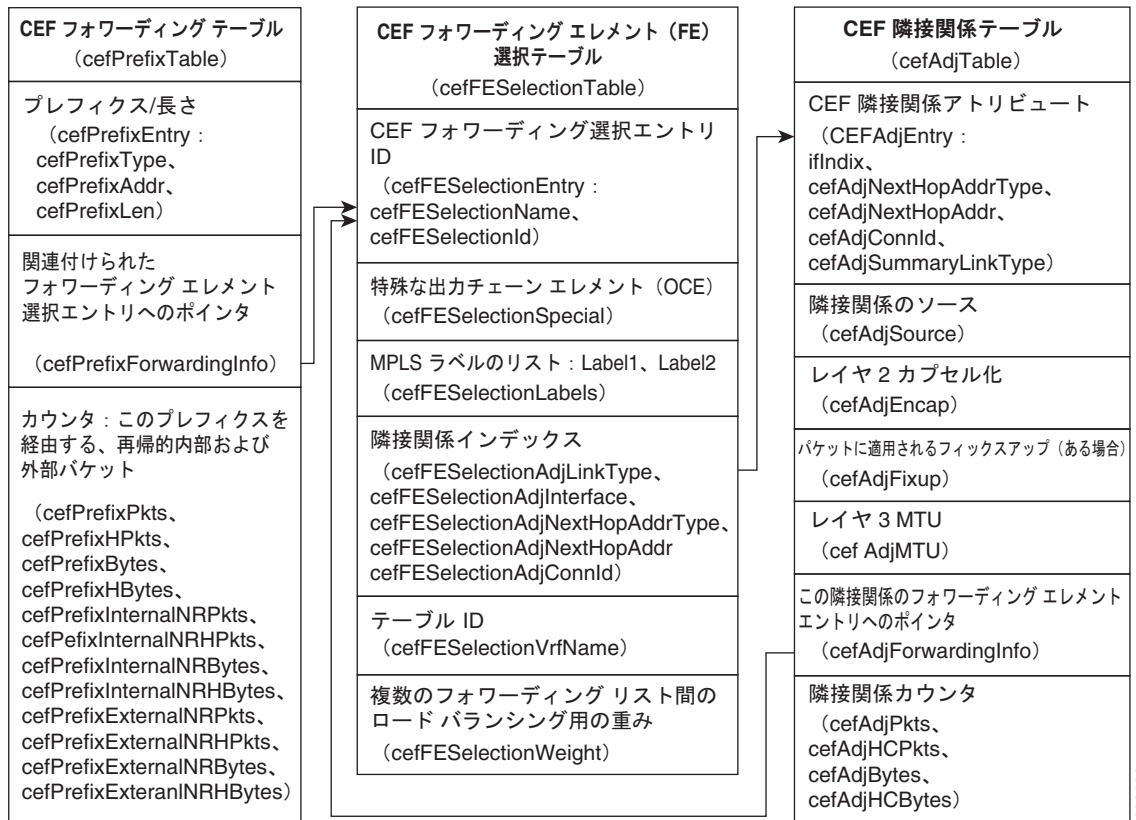 CEF フォワーディング テーブル
（cefPrefixTable）
プレフィクス/長さ
（cefPrefixEntry：
cefPrefixType、
cefPrefixAddr、
cefPrefixLen）
関連付けられた
フォワーディング エレメント
選択エントリへのポインタ
（cefPrefixForwardingInfo）
カウンタ：このプレフィクスを
経由する、再帰的内部および
外部パケット
（cefPrefixPkts、
cefPrefixHPkts、
cefPrefixBytes、
cefPrefixHBytes、
cefPrefixInternalNRPkts、
cefPefixInternalNRHPkts、
cefPrefixInternalNRBytes、
cefPrefixInternalNRHBytes、
cefPrefixExternalNRPkts、
cefPrefixExternalNRHPkts、
cefPrefixExternalNRBytes、
cefPrefixExteranlNRHBytes）
CEF フォワーディング エレメント（FE）
選択テーブル
（cefFESelectionTable）
CEF フォワーディング選択エントリ
ID
（cefFESelectionEntry：
cefFESelectionName、
cefFESelectionId）
特殊な出力チェーン エレメント（OCE）
（cefFESelectionSpecial）
MPLS ラベルのリスト：Label1、Label2
（cefFESelectionLabels）
隣接関係インデックス
（cefFESelectionAdjLinkType、
cefFESelectionAdjInterface、
cefFESelectionAdjNextHopAddrType、
cefFESelectionAdjNextHopAddr
cefFESelectionAdjConnId）
テーブル ID
（cefFESelectionVrfName）
複数のフォワーディング リスト間の
ロード バランシング用の重み
（cefFESelectionWeight）
CEF 隣接関係テーブル
（cefAdjTable）
CEF 隣接関係アトリビュート
（CEFAdjEntry：
ifIndix、
cefAdjNextHopAddrType、
cefAdjNextHopAddr、
cefAdjConnId、
cefAdjSummaryLinkType）
隣接関係のソース
（cefAdjSource）
レイヤ 2 カプセル化
（cefAdjEncap）
パケットに適用されるフィックスアップ（ある場合）
（cefAdjFixup）
レイヤ 3 MTU
（cef AdjMTU）
この隣接関係のフォワーディング エレメント
エントリへのポインタ
（cefAdjForwardingInfo）
隣接関係カウンタ
（cefAdjPkts、
cefAdjHCPkts、
cefAdjBytes、
cefAdjHCBytes）